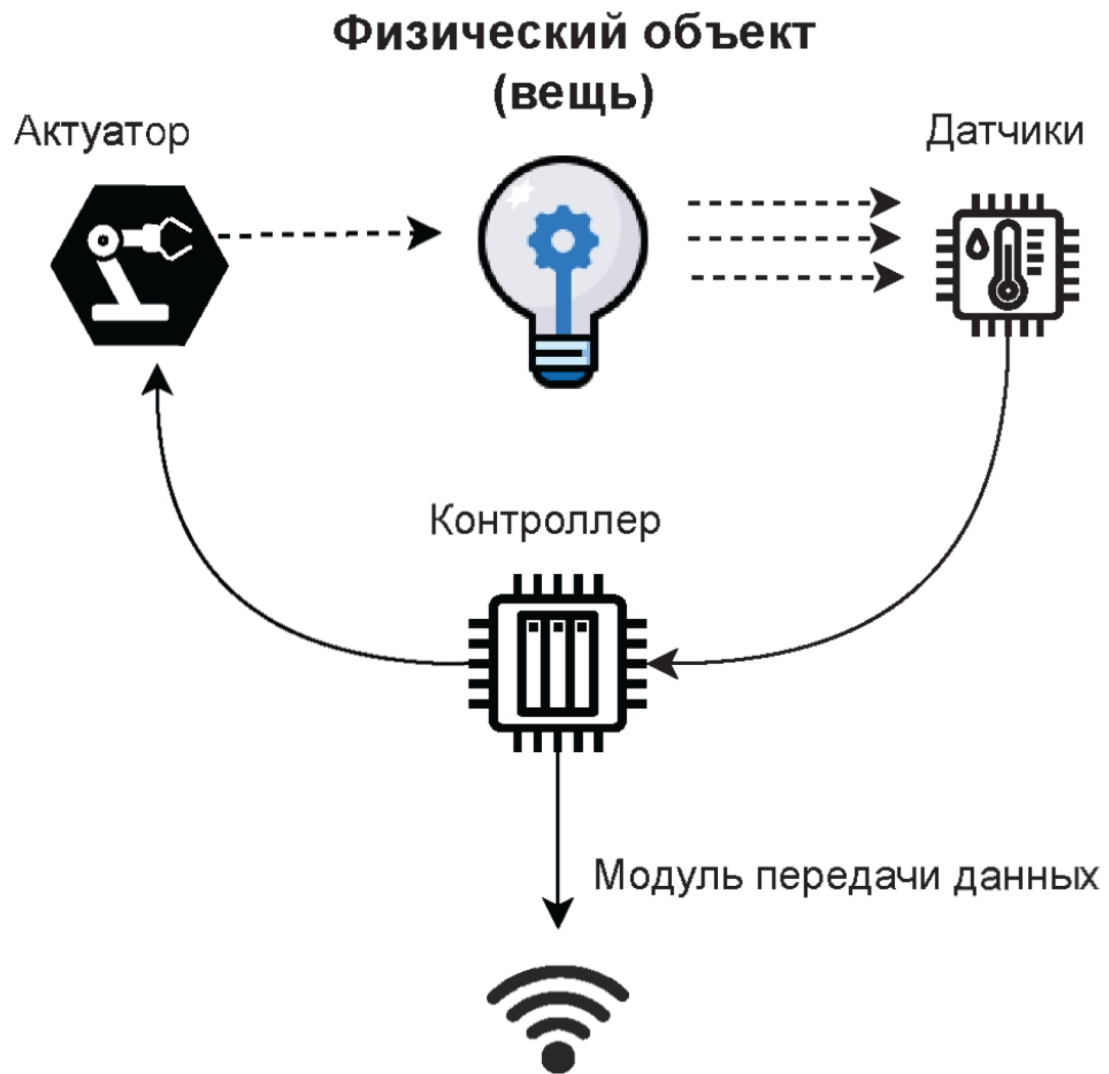 Физический объект
(вещь)
Актуатор
Датчики
Контроллер
Модуль передачи данных